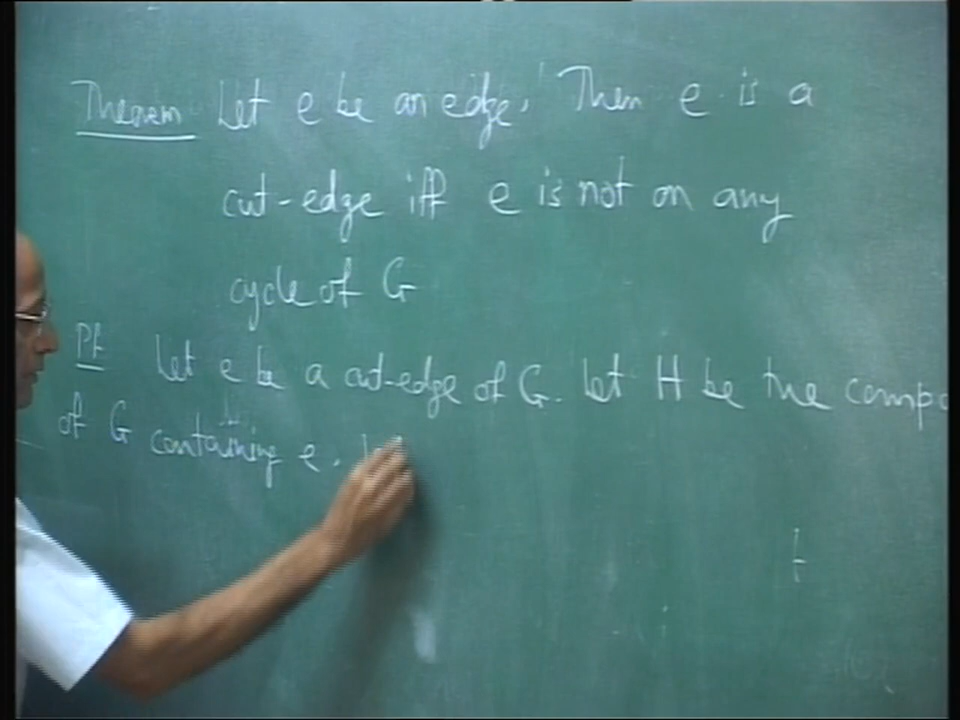 Theorem Let e be an edge. Then e is a
cut-edge iff e is not on any
cycle of G
Pf Let e be a cut-edge of G. Let H be the compo
of G containing e.